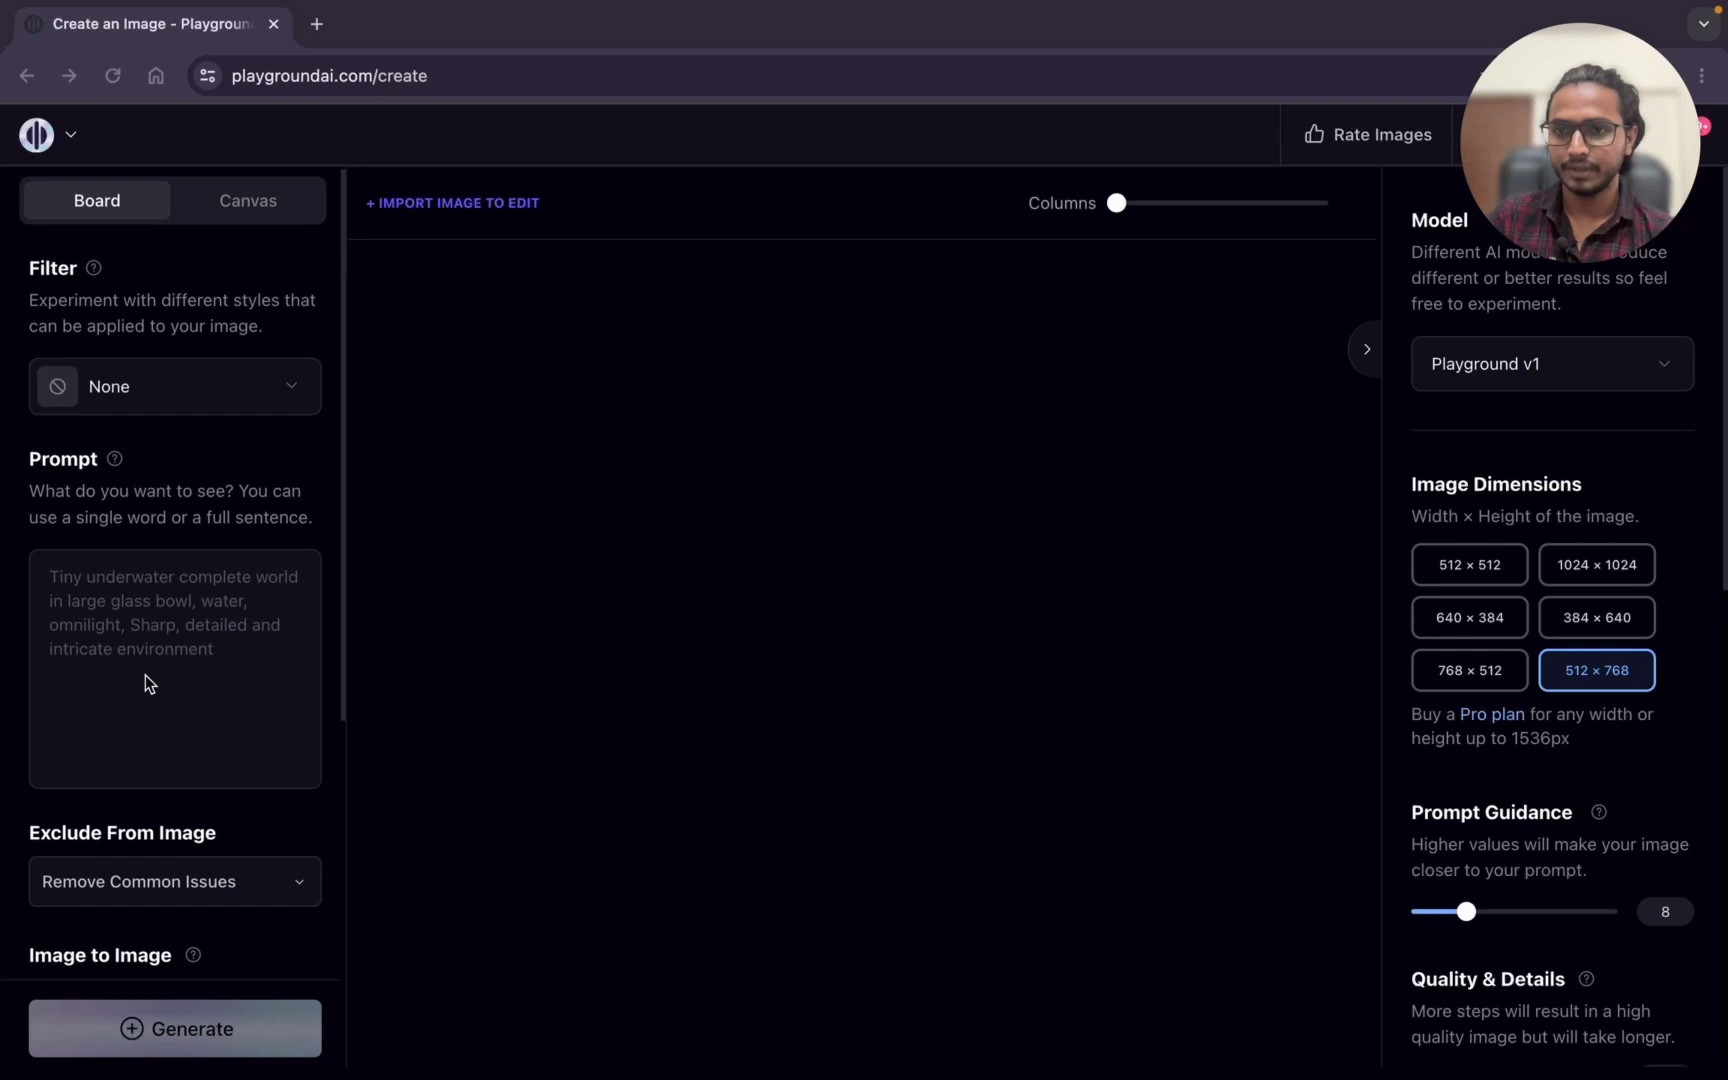 Create an Image - Playgroun
playgroundai.com/create
Rate Images
Board
Canvas
+ IMPORT IMAGE TO EDIT
Columns
Filter
Experiment with different styles that
can be applied to your image.
None
Prompt
What do you want to see? You can
use a single word or a full sentence.
Tiny underwater complete world
in large glass bowl, water,
omnilight, Sharp, detailed and
intricate environment
Exclude From Image
Remove Common Issues
Image to Image
Generate
Model
Different AI mo duce
different or better results so feel
free to experiment.
Playground v1
Image Dimensions
Width × Height of the image.
512 × 512
1024 × 1024
640 × 384
384 × 640
768 × 512
512 × 768
Buy a Pro plan for any width or
height up to 1536px
Prompt Guidance
Higher values will make your image
closer to your prompt.
8
Quality & Details
More steps will result in a high
quality image but will take longer.